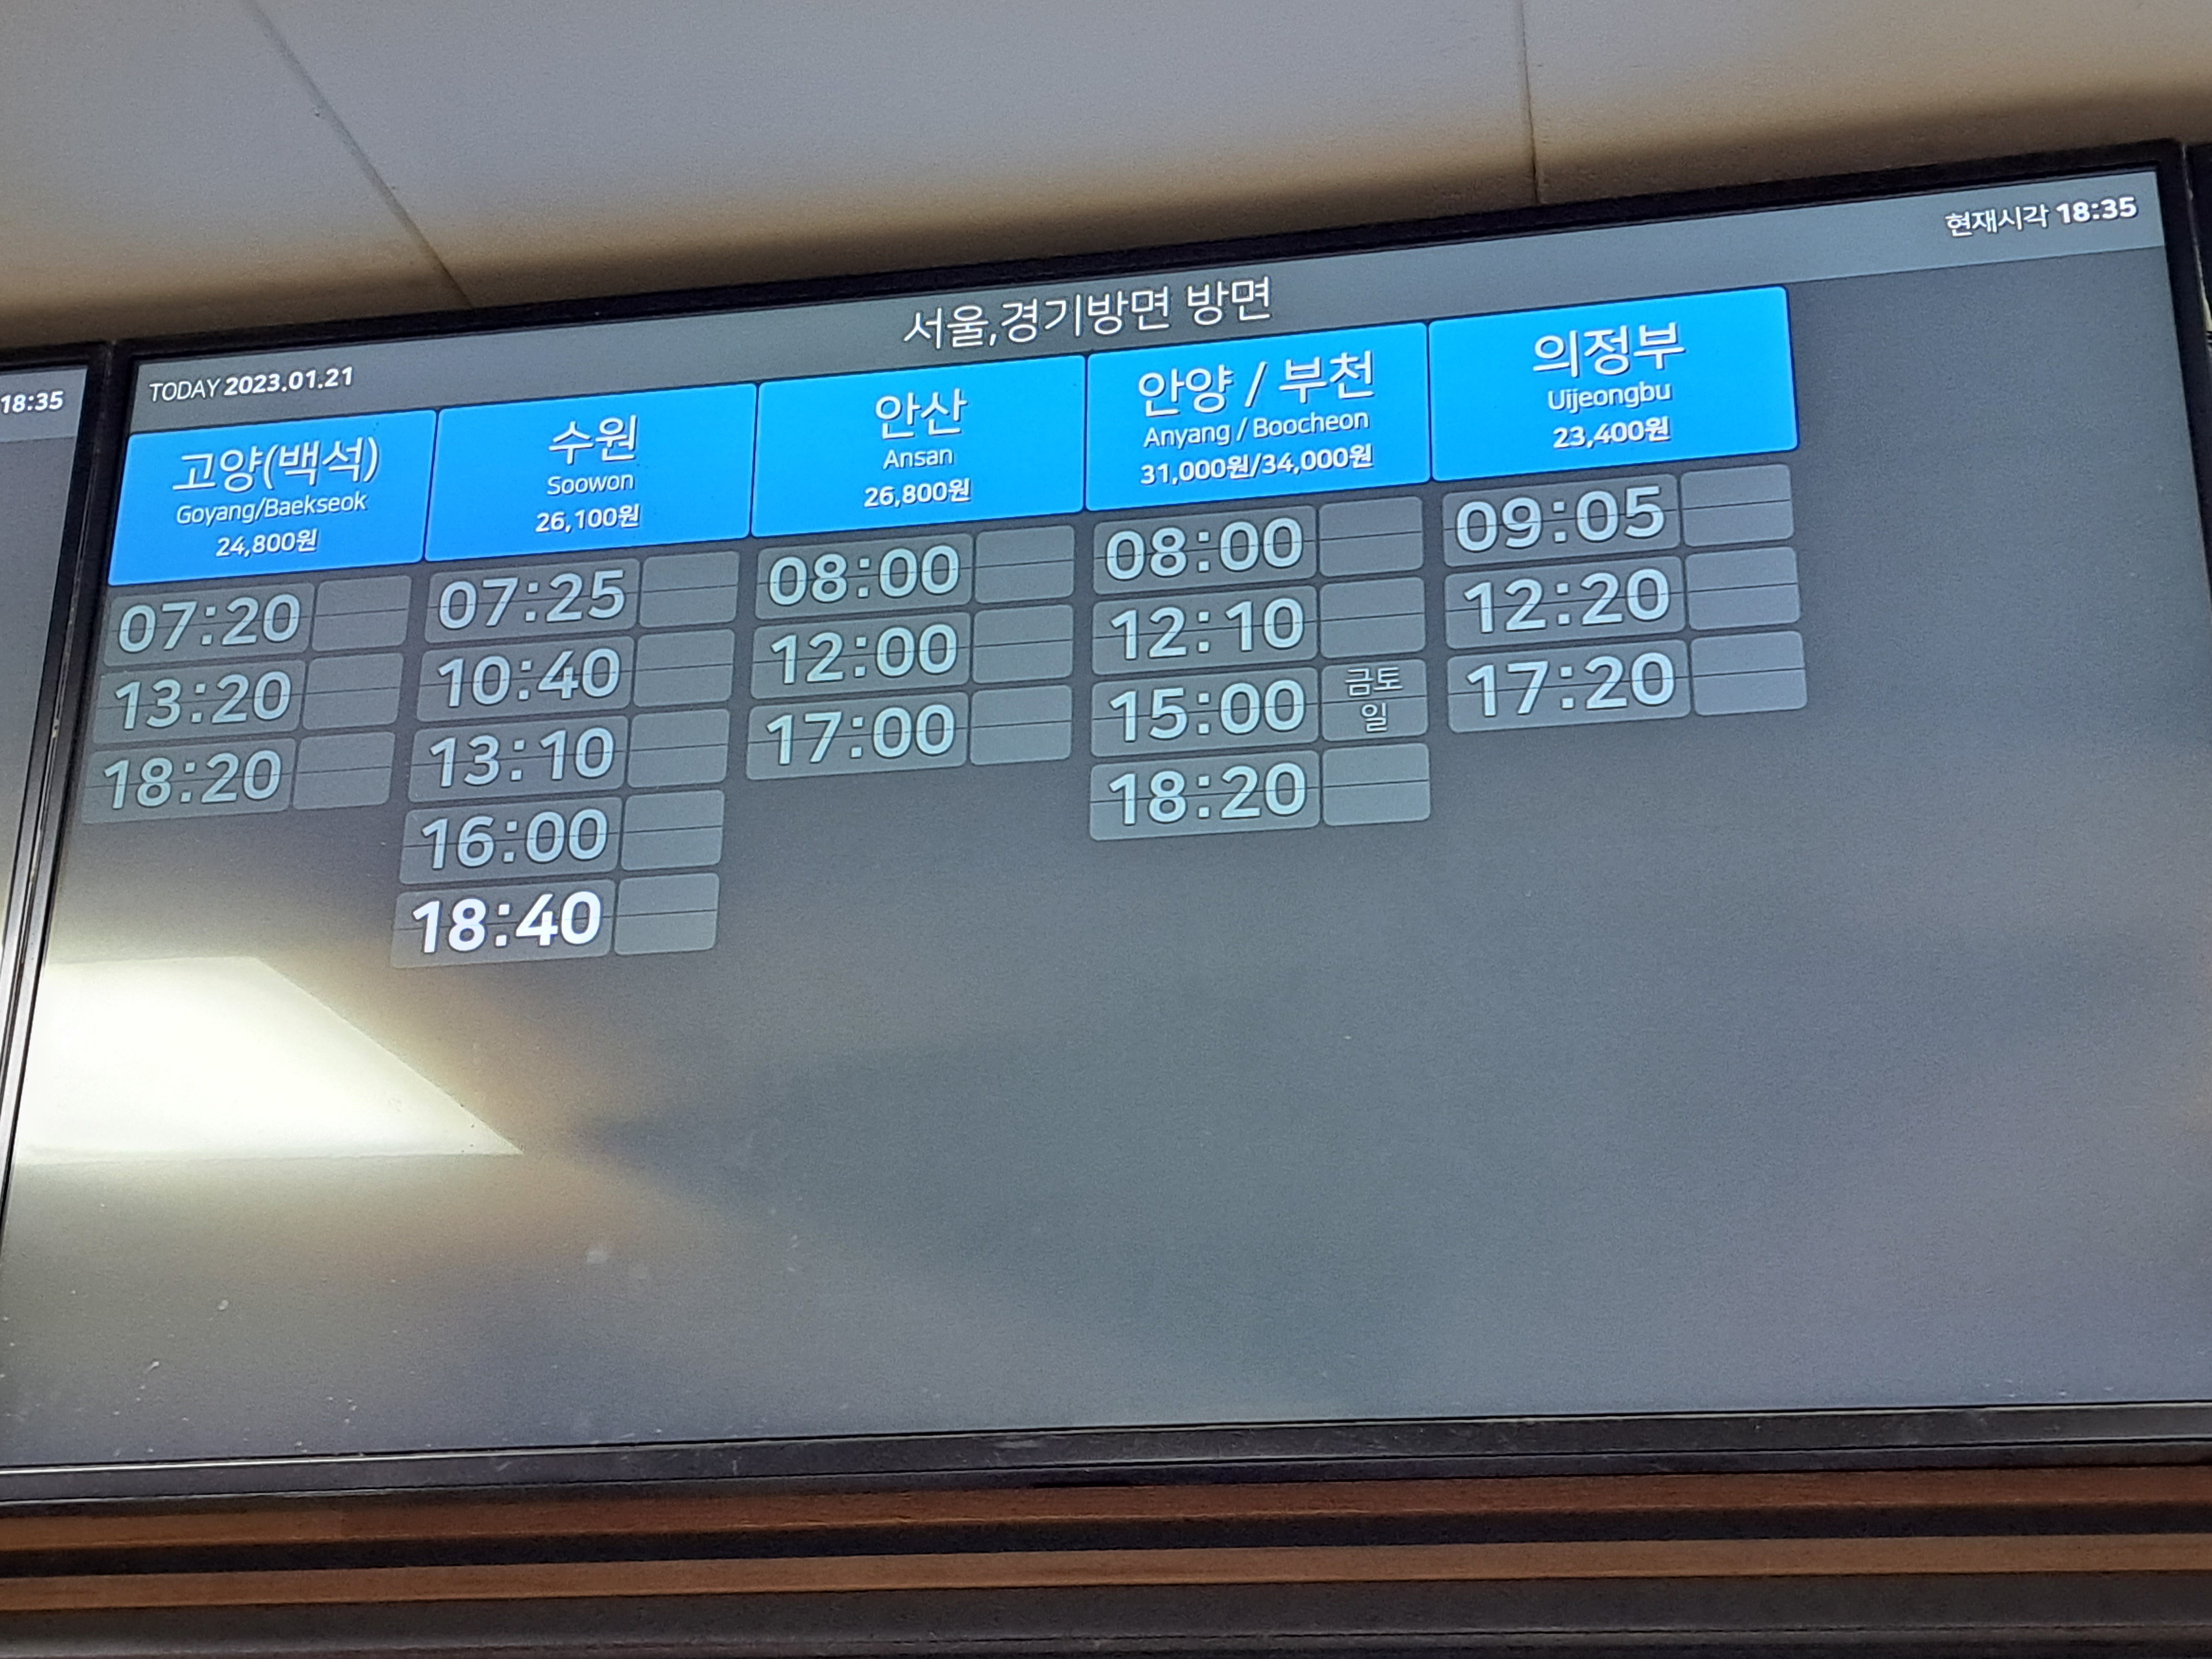 18:35
현재시각 18:35
서울,경기방면 방면
TODAY 2023.01.21
고양(백석)
Goyang/Baekseok
24,800원
07:20
13:20
18:20
수원
Soowon
26,100원
07:25
10:40
13:10
16:00
18:40
안산
Ansan
26,800원
08:00
12:00
17:00
안양 / 부천
Anyang / Boocheon
31,000원/34,000원
08:00
12:10
15:00 금토
일
18:20
의정부
Uijeongbu
23,400원
09:05
12:20
17:20